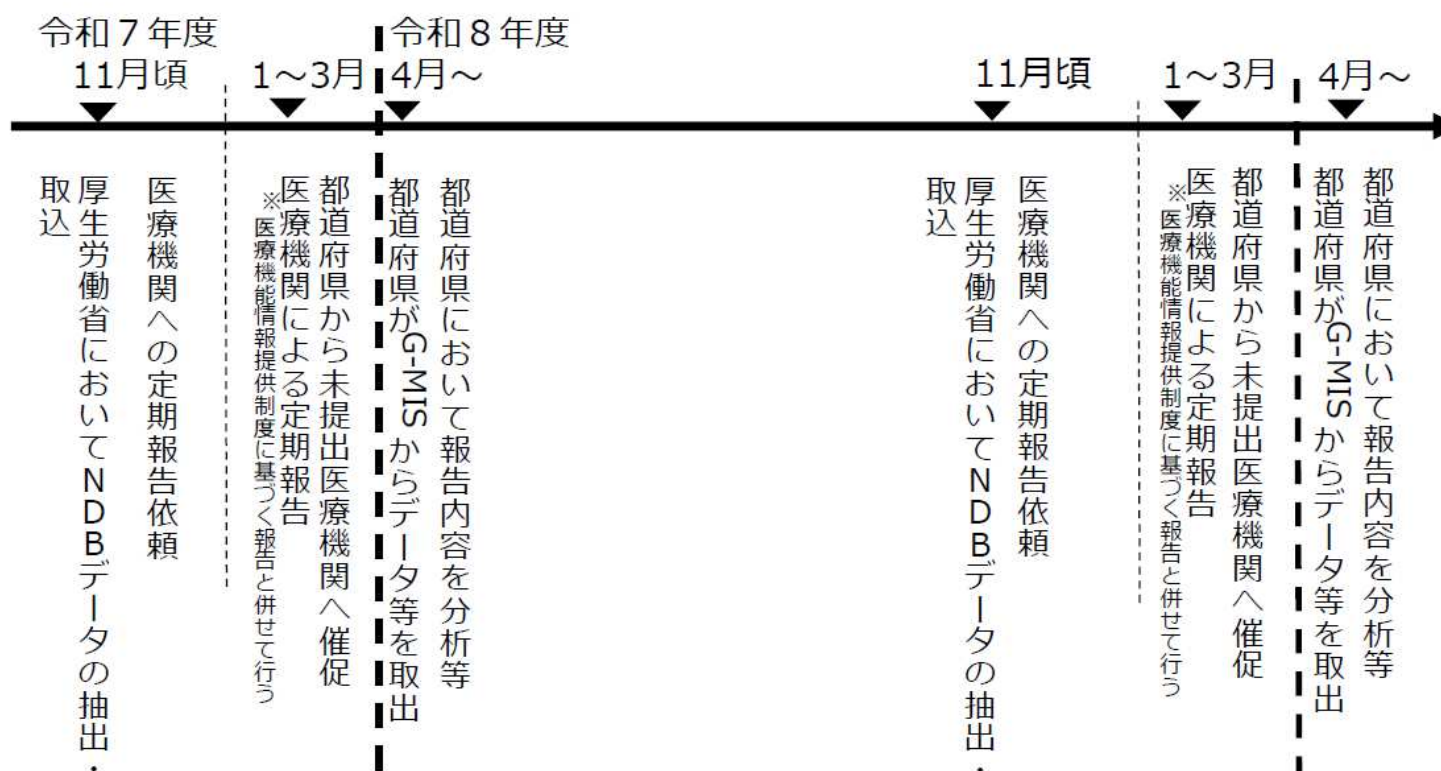 令和７年度
令和８年度
11月頃
1～3月
4月～
11月頃
1～3月
4月～
医療機関への定期報告依頼
厚生労働省においてＮＤＢデータの抽出・
取込
都道府県から未提出医療機関へ催促
医療機関による定期報告
※医療機能情報提供制度に基づく報告と併せて行う
都道府県において報告内容を分析等
都道府県がG-MISからデータ等を取出
医療機関への定期報告依頼
厚生労働省においてＮＤＢデータの抽出・
取込
都道府県から未提出医療機関へ催促
医療機関による定期報告
※医療機能情報提供制度に基づく報告と併せて行う
都道府県において報告内容を分析等
都道府県がG-MISからデータ等を取出